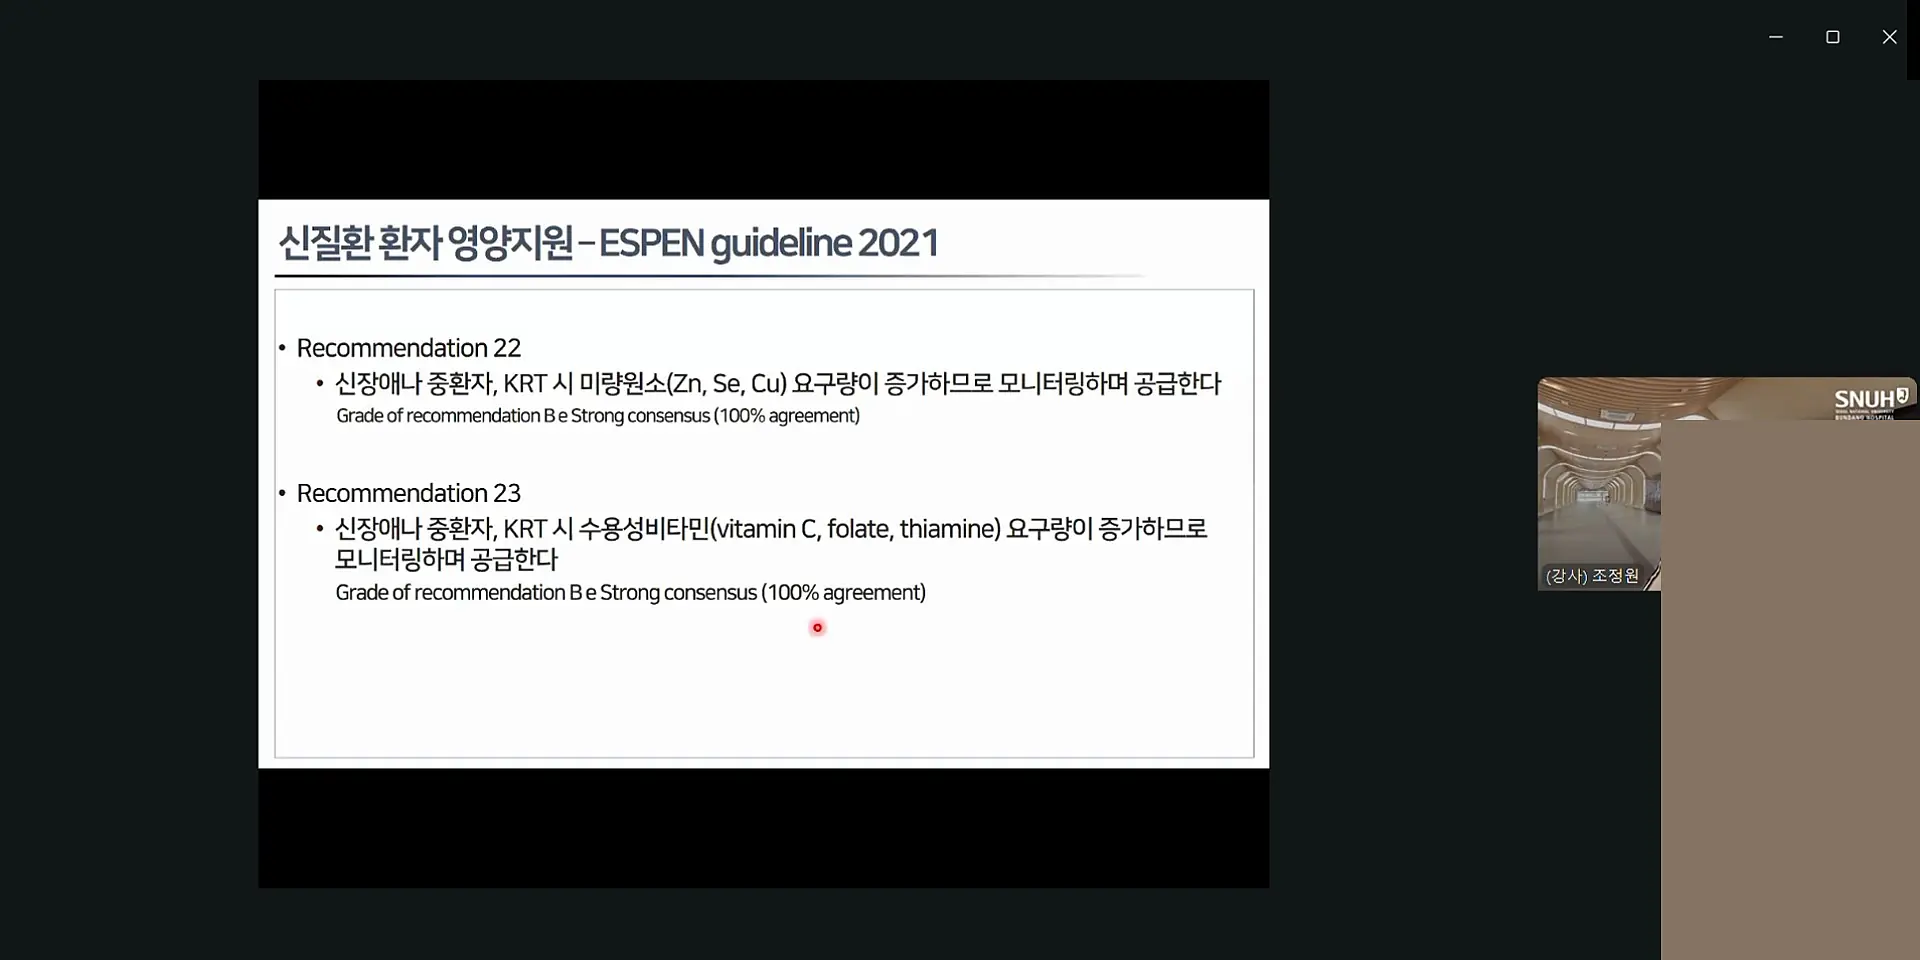 신질환 환자 영양지원 – ESPEN guideline 2021
• Recommendation 22
• 신장애나 중환자, KRT 시 미량원소(Zn, Se, Cu) 요구량이 증가하므로 모니터링하며 공급한다
Grade of recommendation B e Strong consensus (100% agreement)
• Recommendation 23
• 신장애나 중환자, KRT 시 수용성비타민(vitamin C, folate, thiamine) 요구량이 증가하므로
모니터링하며 공급한다
Grade of recommendation B e Strong consensus (100% agreement)
SNUH
SEOUL NATIONAL UNIVERSITY
BUNDANG HOSPITAL
(강사) 조정원